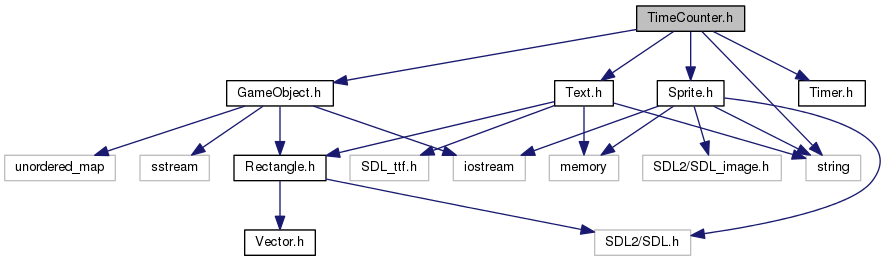 TimeCounter.h
GameObject.h
Text.h
Sprite.h
Timer.h
unordered_map
sstream
Rectangle.h
SDL_ttf.h
iostream
memory
SDL2/SDL_image.h
string
Vector.h
SDL2/SDL.h